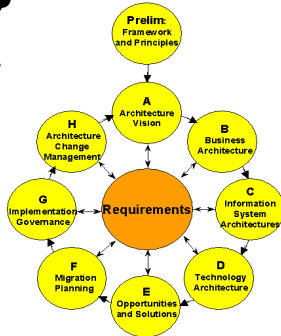 Prelim:
Framework
and Principles
A
Architecture
Vision
B
Business
Architecture
C
Information
System
Architectures
D
Technology
Architecture
E
Opportunities
and Solutions
F
Migration
Planning
G
Implementation
Governance
H
Architecture
Change
Management
Requirements